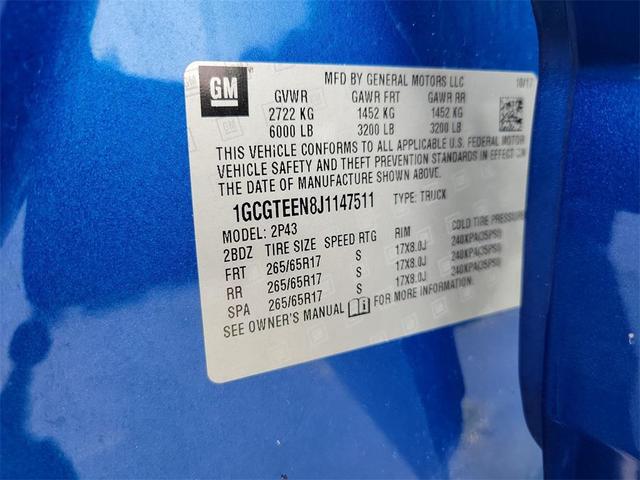 GM
MFD BY GENERAL MOTORS LLC 10/17
GVWR GAWR FRT GAWR RR
2722 KG 1452 KG 1452 KG
6000 LB 3200 LB 3200 LB
THIS VEHICLE CONFORMS TO ALL APPLICABLE U.S. FEDERAL MOTOR
VEHICLE SAFETY AND THEFT PREVENTION STANDARDS IN EFFECT ON
THE DATE OF MANUFACTURE SHOWN ABOVE.
1GCGTEEN8J1147511 TYPE: TRUCK
MODEL: 2P43
2BDZ TIRE SIZE SPEED RTG RIM COLD TIRE PRESSURE
FRT 265/65R17 S 17X8.0J 240KPA(35PSI)
RR 265/65R17 S 17X8.0J 240KPA(35PSI)
SPA 265/65R17 S 17X8.0J 240KPA(35PSI)
SEE OWNER'S MANUAL FOR MORE INFORMATION.